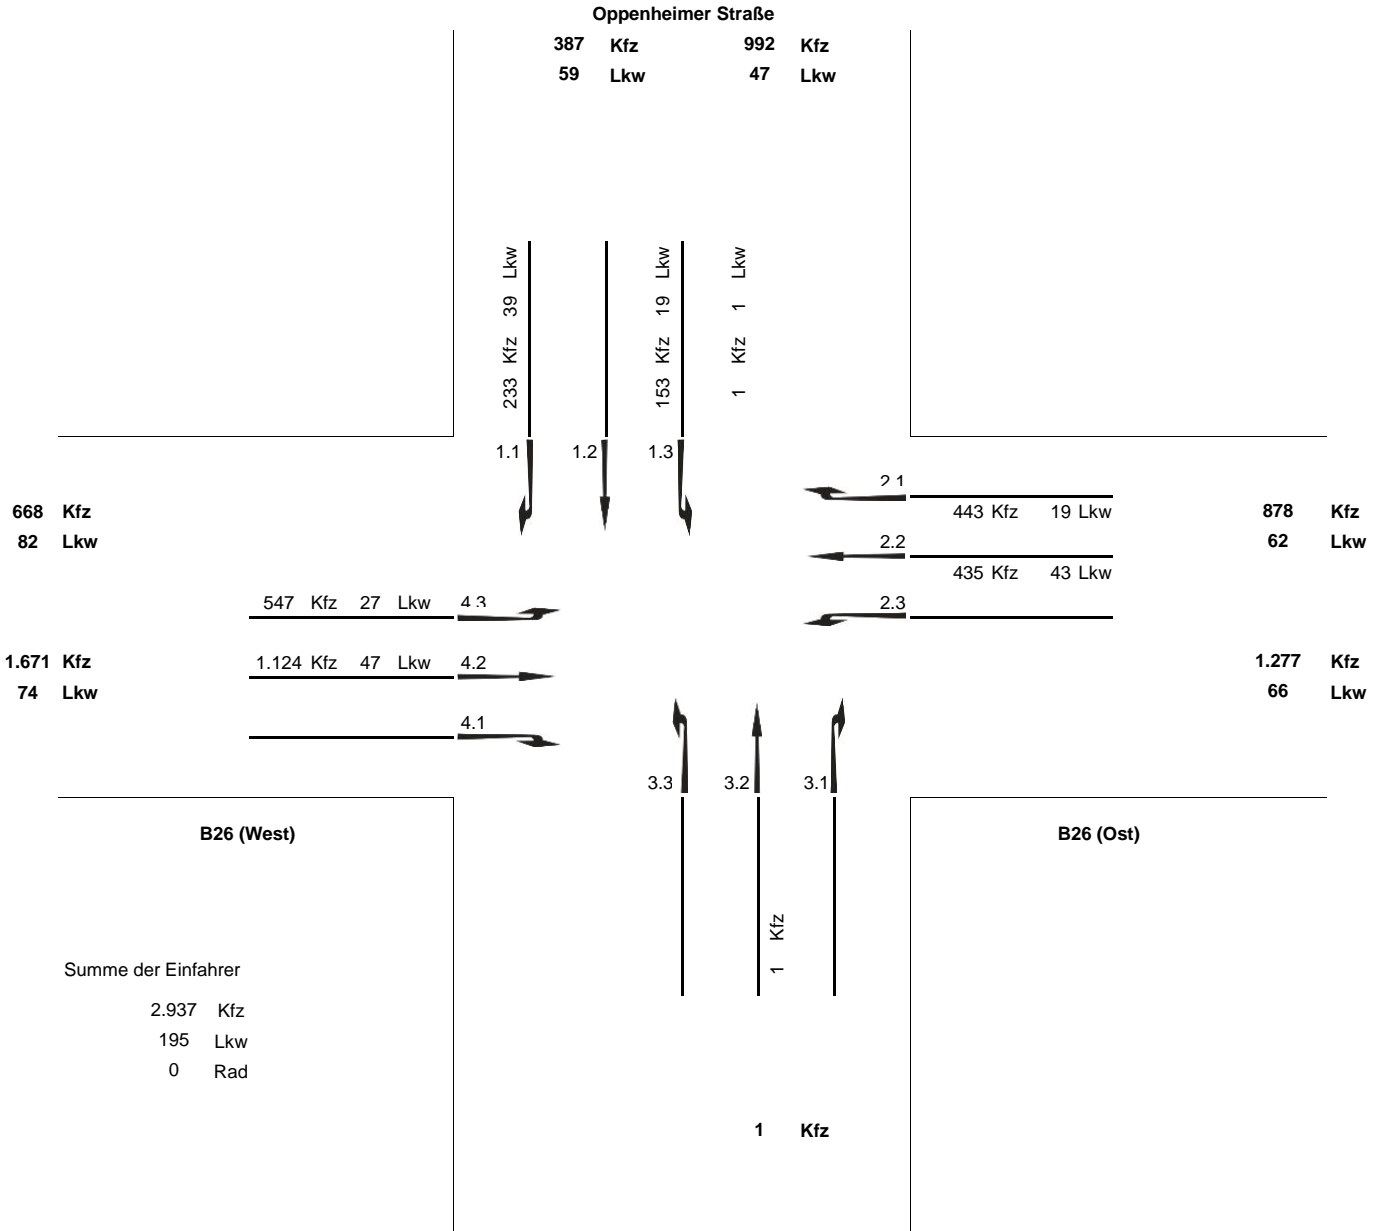 Oppenheimer Straße
387 Kfz 992 Kfz
59 Lkw 47 Lkw
233 Kfz 39 Lkw
153 Kfz 19 Lkw
1 Kfz 1 Lkw
1.1 1.2 1.3
2.1
668 Kfz
82 Lkw
443 Kfz 19 Lkw
878 Kfz
62 Lkw
2.2
435 Kfz 43 Lkw
547 Kfz 27 Lkw 4.3
2.3
1.671 Kfz
74 Lkw
1.124 Kfz 47 Lkw 4.2
1.277 Kfz
66 Lkw
4.1
3.3 3.2 3.1
B26 (West)
B26 (Ost)
1 Kfz
Summe der Einfahrer
2.937 Kfz
195 Lkw
0 Rad
1 Kfz